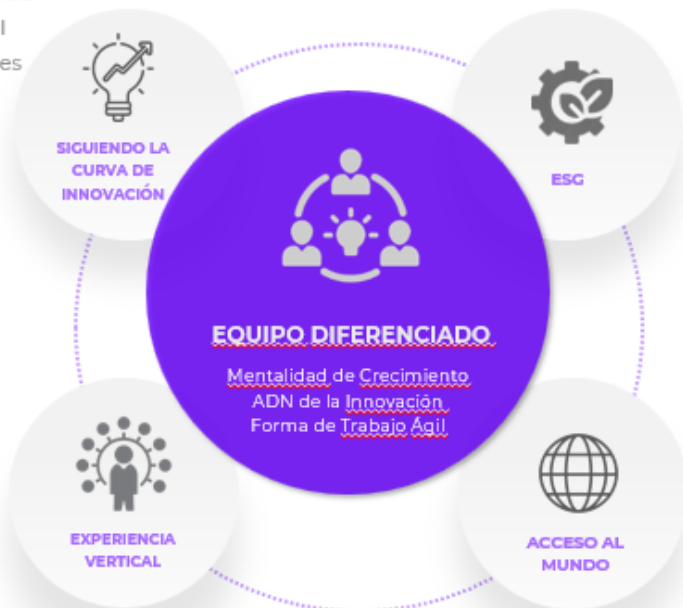 l
es
SIGUIENDO LA
CURVA DE
INNOVACIÓN
ESG
EQUIPO DIFERENCIADO
Mentalidad de Crecimiento
ADN de la Innovación
Forma de Trabajo Ágil
EXPERIENCIA
VERTICAL
ACCESO AL
MUNDO